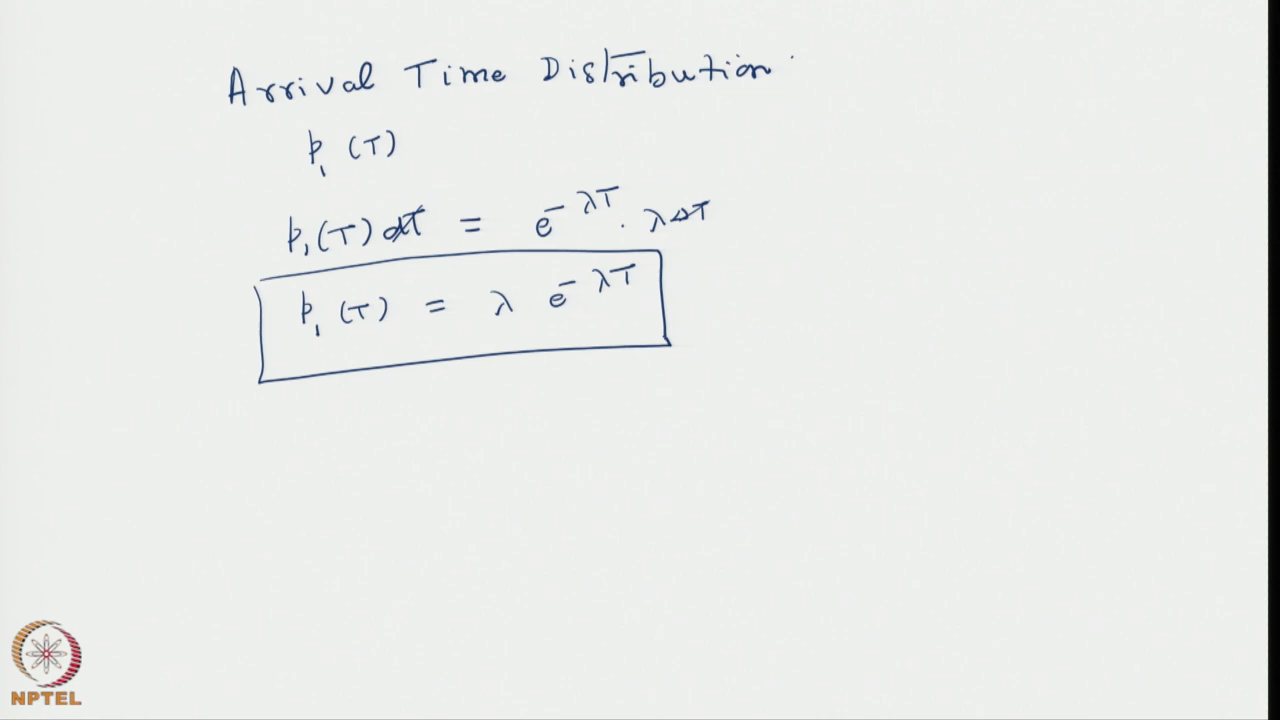 Arrival Time Distribution.
p₁ (T)
p₁(T) dT = e^{-λT} . λΔT
p₁ (T) = λ e^{-λT}
NPTEL